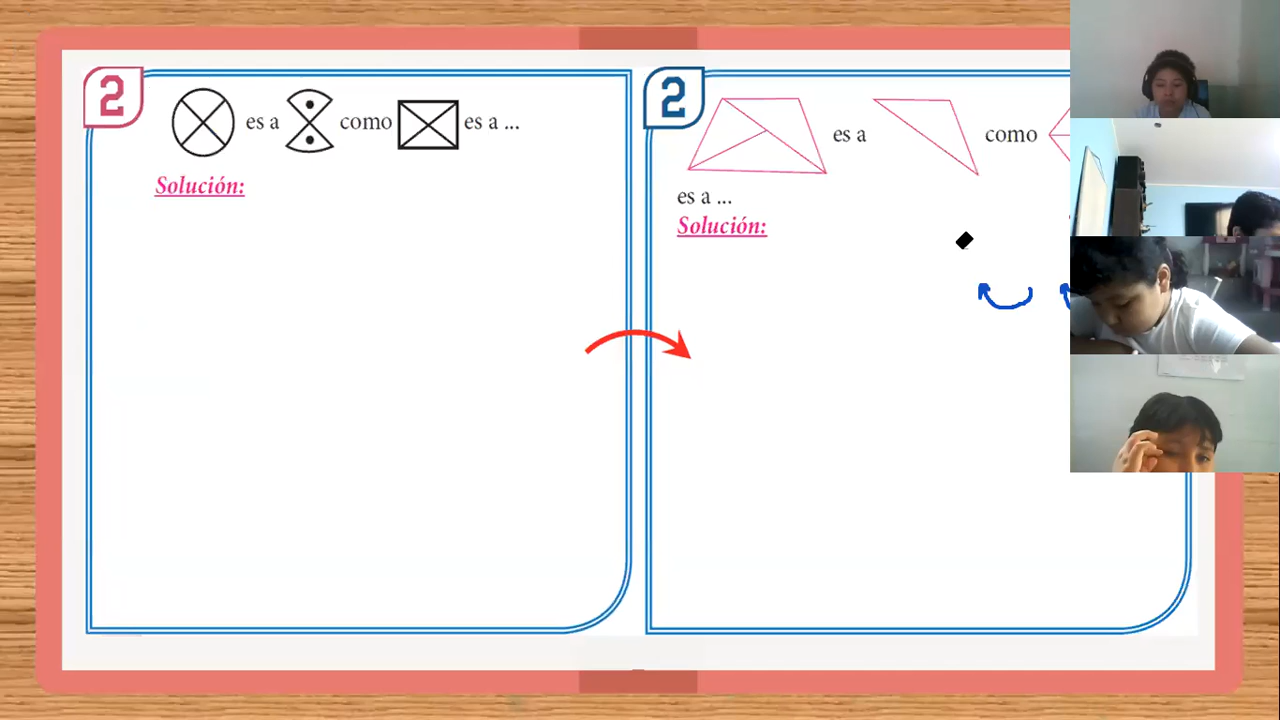 2
es a como es a ...
Solución:
2
es a como
es a ...
Solución: